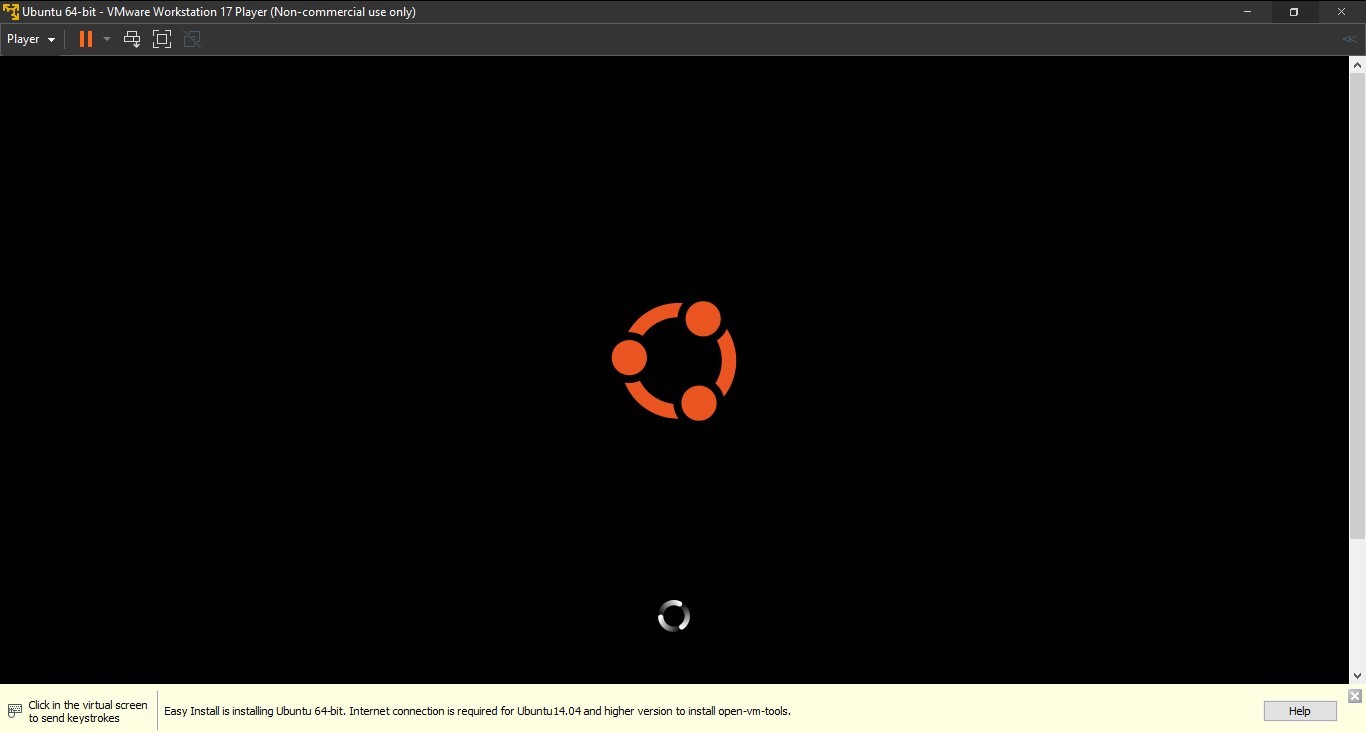 Ubuntu 64-bit - VMware Workstation 17 Player (Non-commercial use only)
Player
Click in the virtual screen
to send keystrokes
Easy Install is installing Ubuntu 64-bit. Internet connection is required for Ubuntu14.04 and higher version to install open-vm-tools.
Help